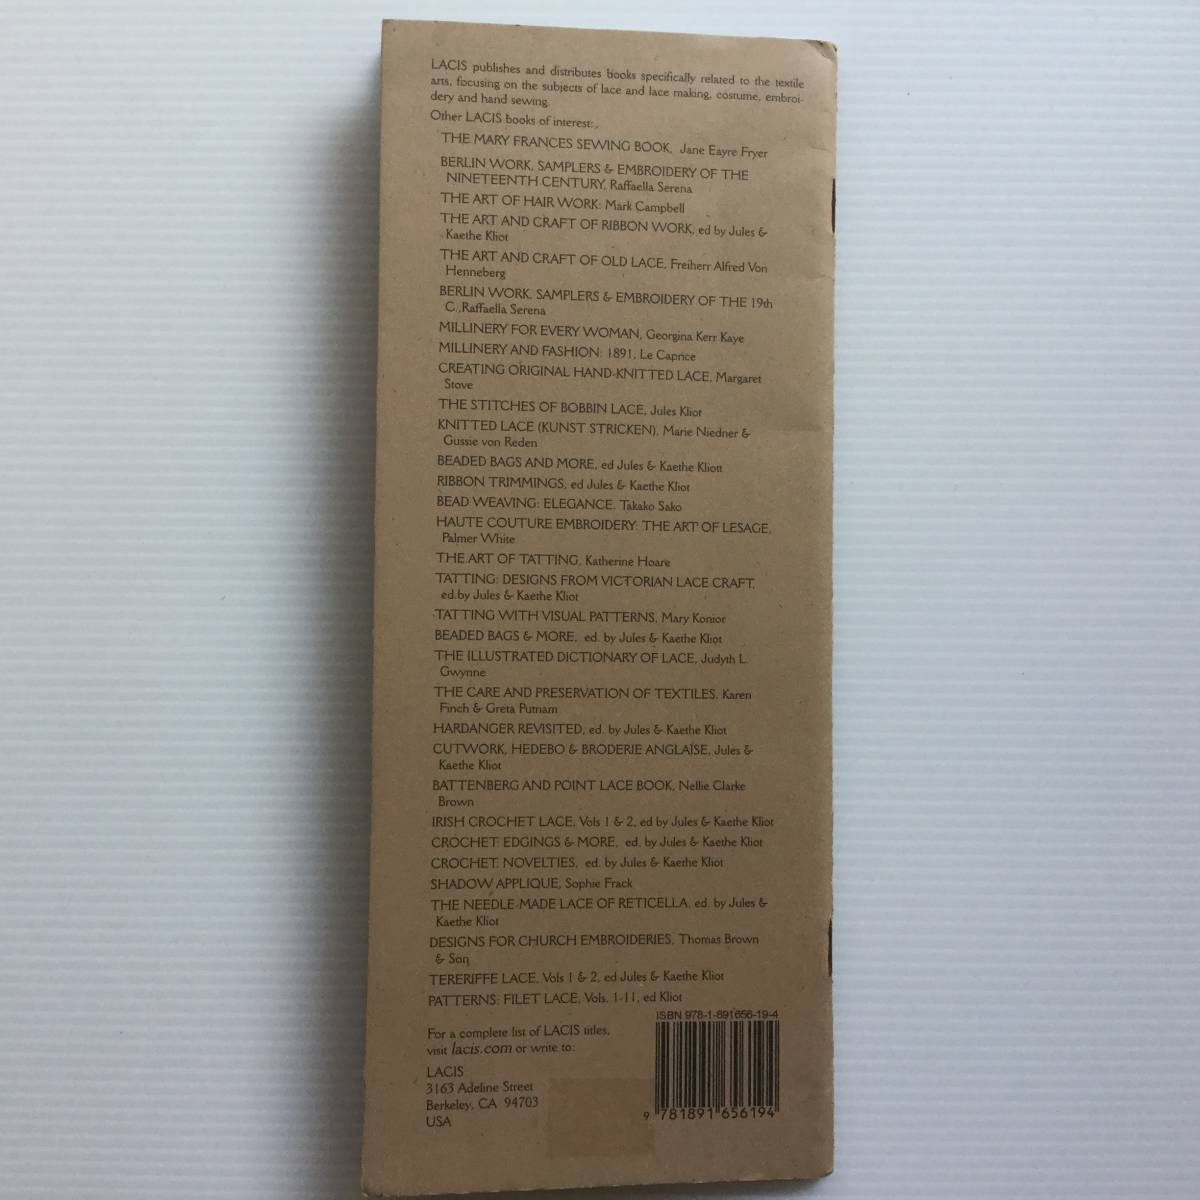 LACIS publishes and distributes books specifically related to the textile
arts, focusing on the subjects of lace and lace making, costume, embroi-
dery and hand sewing.
Other LACIS books of interest:
THE MARY FRANCES SEWING BOOK, Jane Eayre Fryer
BERLIN WORK, SAMPLERS & EMBROIDERY OF THE
NINETEENTH CENTURY, Raffaella Serena
THE ART OF HAIR WORK: Mark Campbell
THE ART AND CRAFT OF RIBBON WORK, ed by Jules &
Kaethe Kliot
THE ART AND CRAFT OF OLD LACE, Freiherr Alfred Von
Henneberg
BERLIN WORK, SAMPLERS & EMBROIDERY OF THE 19th
C.,Raffaella Serena
MILLINERY FOR EVERY WOMAN, Georgina Kerr Kaye
MILLINERY AND FASHION: 1891, Le Caprice
CREATING ORIGINAL HAND-KNITTED LACE, Margaret
Stove
THE STITCHES OF BOBBIN LACE, Jules Kliot
KNITTED LACE (KUNST STRICKEN), Marie Niedner &
Gussie von Reden
BEADED BAGS AND MORE, ed Jules & Kaethe Kliott
RIBBON TRIMMINGS, ed Jules & Kaethe Kliot
BEAD WEAVING: ELEGANCE, Takako Sako
HAUTE COUTURE EMBROIDERY: THE ART OF LESAGE,
Palmer White
THE ART OF TATTING, Katherine Hoare
TATTING: DESIGNS FROM VICTORIAN LACE CRAFT,
ed.by Jules & Kaethe Kliot
TATTING WITH VISUAL PATTERNS, Mary Konior
BEADED BAGS & MORE, ed. by Jules & Kaethe Kliot
THE ILLUSTRATED DICTIONARY OF LACE, Judyth L.
Gwynne
THE CARE AND PRESERVATION OF TEXTILES, Karen
Finch & Greta Putnam
HARDANGER REVISITED, ed. by Jules & Kaethe Kliot
CUTWORK, HEDEBO & BRODERIE ANGLAISE, Jules &
Kaethe Kliot
BATTENBERG AND POINT LACE BOOK, Nellie Clarke
Brown
IRISH CROCHET LACE, Vols 1 & 2, ed by Jules & Kaethe Kliot
CROCHET: EDGINGS & MORE, ed. by Jules & Kaethe Kliot
CROCHET: NOVELTIES, ed. by Jules & Kaethe Kliot
SHADOW APPLIQUE, Sophie Frack
THE NEEDLE-MADE LACE OF RETICELLA, ed. by Jules &
Kaethe Kliot
DESIGNS FOR CHURCH EMBROIDERIES, Thomas Brown
& Son
TERERIFFE LACE, Vols 1 & 2, ed Jules & Kaethe Kliot
PATTERNS: FILET LACE, Vols. 1-11, ed Kliot
ISBN 978-1-891656-19-4
For a complete list of LACIS titles,
visit lacis.com or write to:
LACIS
3163 Adeline Street
Berkeley, CA 94703
USA
9 781891 656194